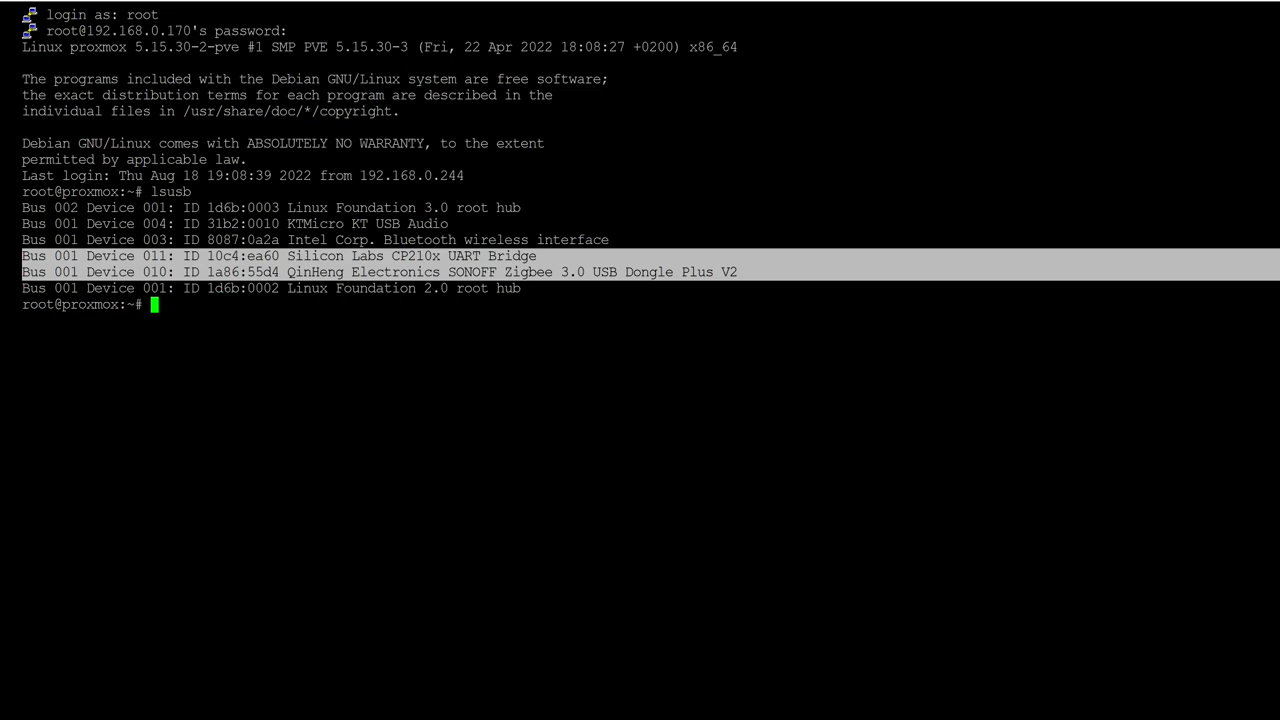 login as: root
root@192.168.0.170's password:
Linux proxmox 5.15.30-2-pve #1 SMP PVE 5.15.30-3 (Fri, 22 Apr 2022 18:08:27 +0200) x86_64
The programs included with the Debian GNU/Linux system are free software;
the exact distribution terms for each program are described in the
individual files in /usr/share/doc/*/copyright.
Debian GNU/Linux comes with ABSOLUTELY NO WARRANTY, to the extent
permitted by applicable law.
Last login: Thu Aug 18 19:08:39 2022 from 192.168.0.244
root@proxmox:~# lsusb
Bus 002 Device 001: ID 1d6b:0003 Linux Foundation 3.0 root hub
Bus 001 Device 004: ID 31b2:0010 KTMicro KT USB Audio
Bus 001 Device 003: ID 8087:0a2a Intel Corp. Bluetooth wireless interface
Bus 001 Device 011: ID 10c4:ea60 Silicon Labs CP210x UART Bridge
Bus 001 Device 010: ID 1a86:55d4 QinHeng Electronics SONOFF Zigbee 3.0 USB Dongle Plus V2
Bus 001 Device 001: ID 1d6b:0002 Linux Foundation 2.0 root hub
root@proxmox:~#